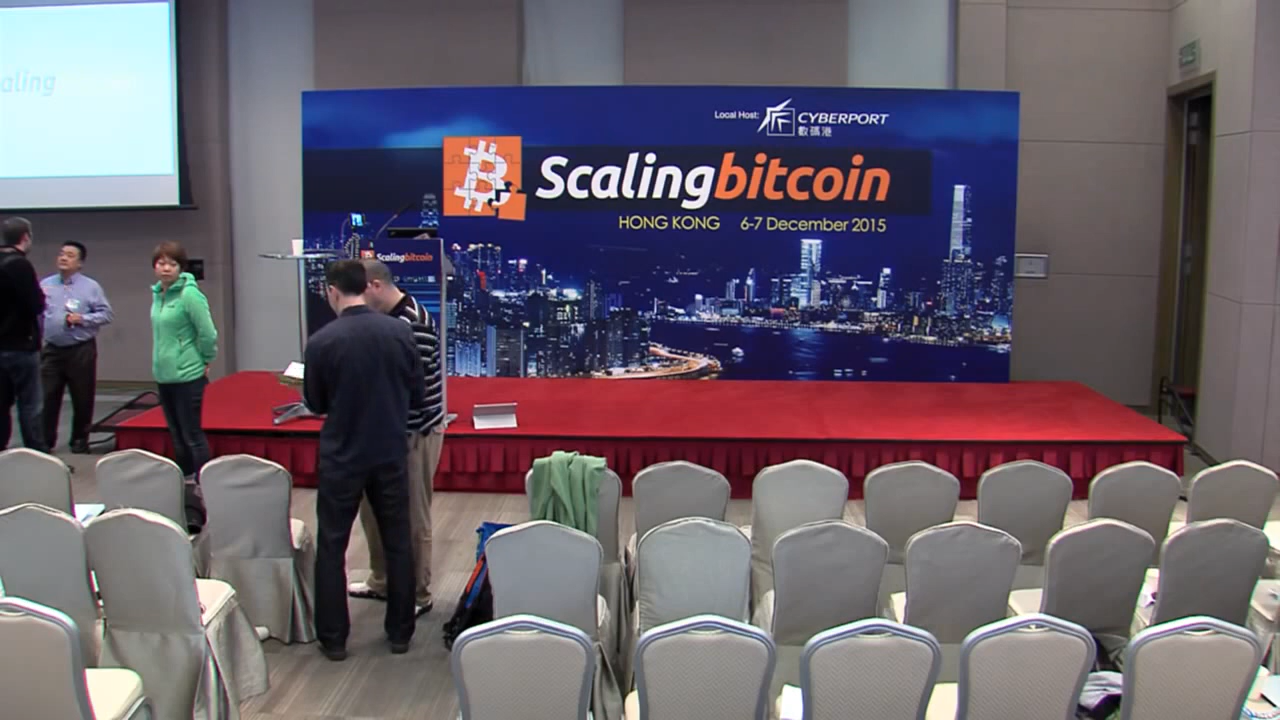 aling
Local Host: CYBERPORT
數碼港
Scalingbitcoin
HONG KONG 6-7 December 2015
Scalingbitcoin